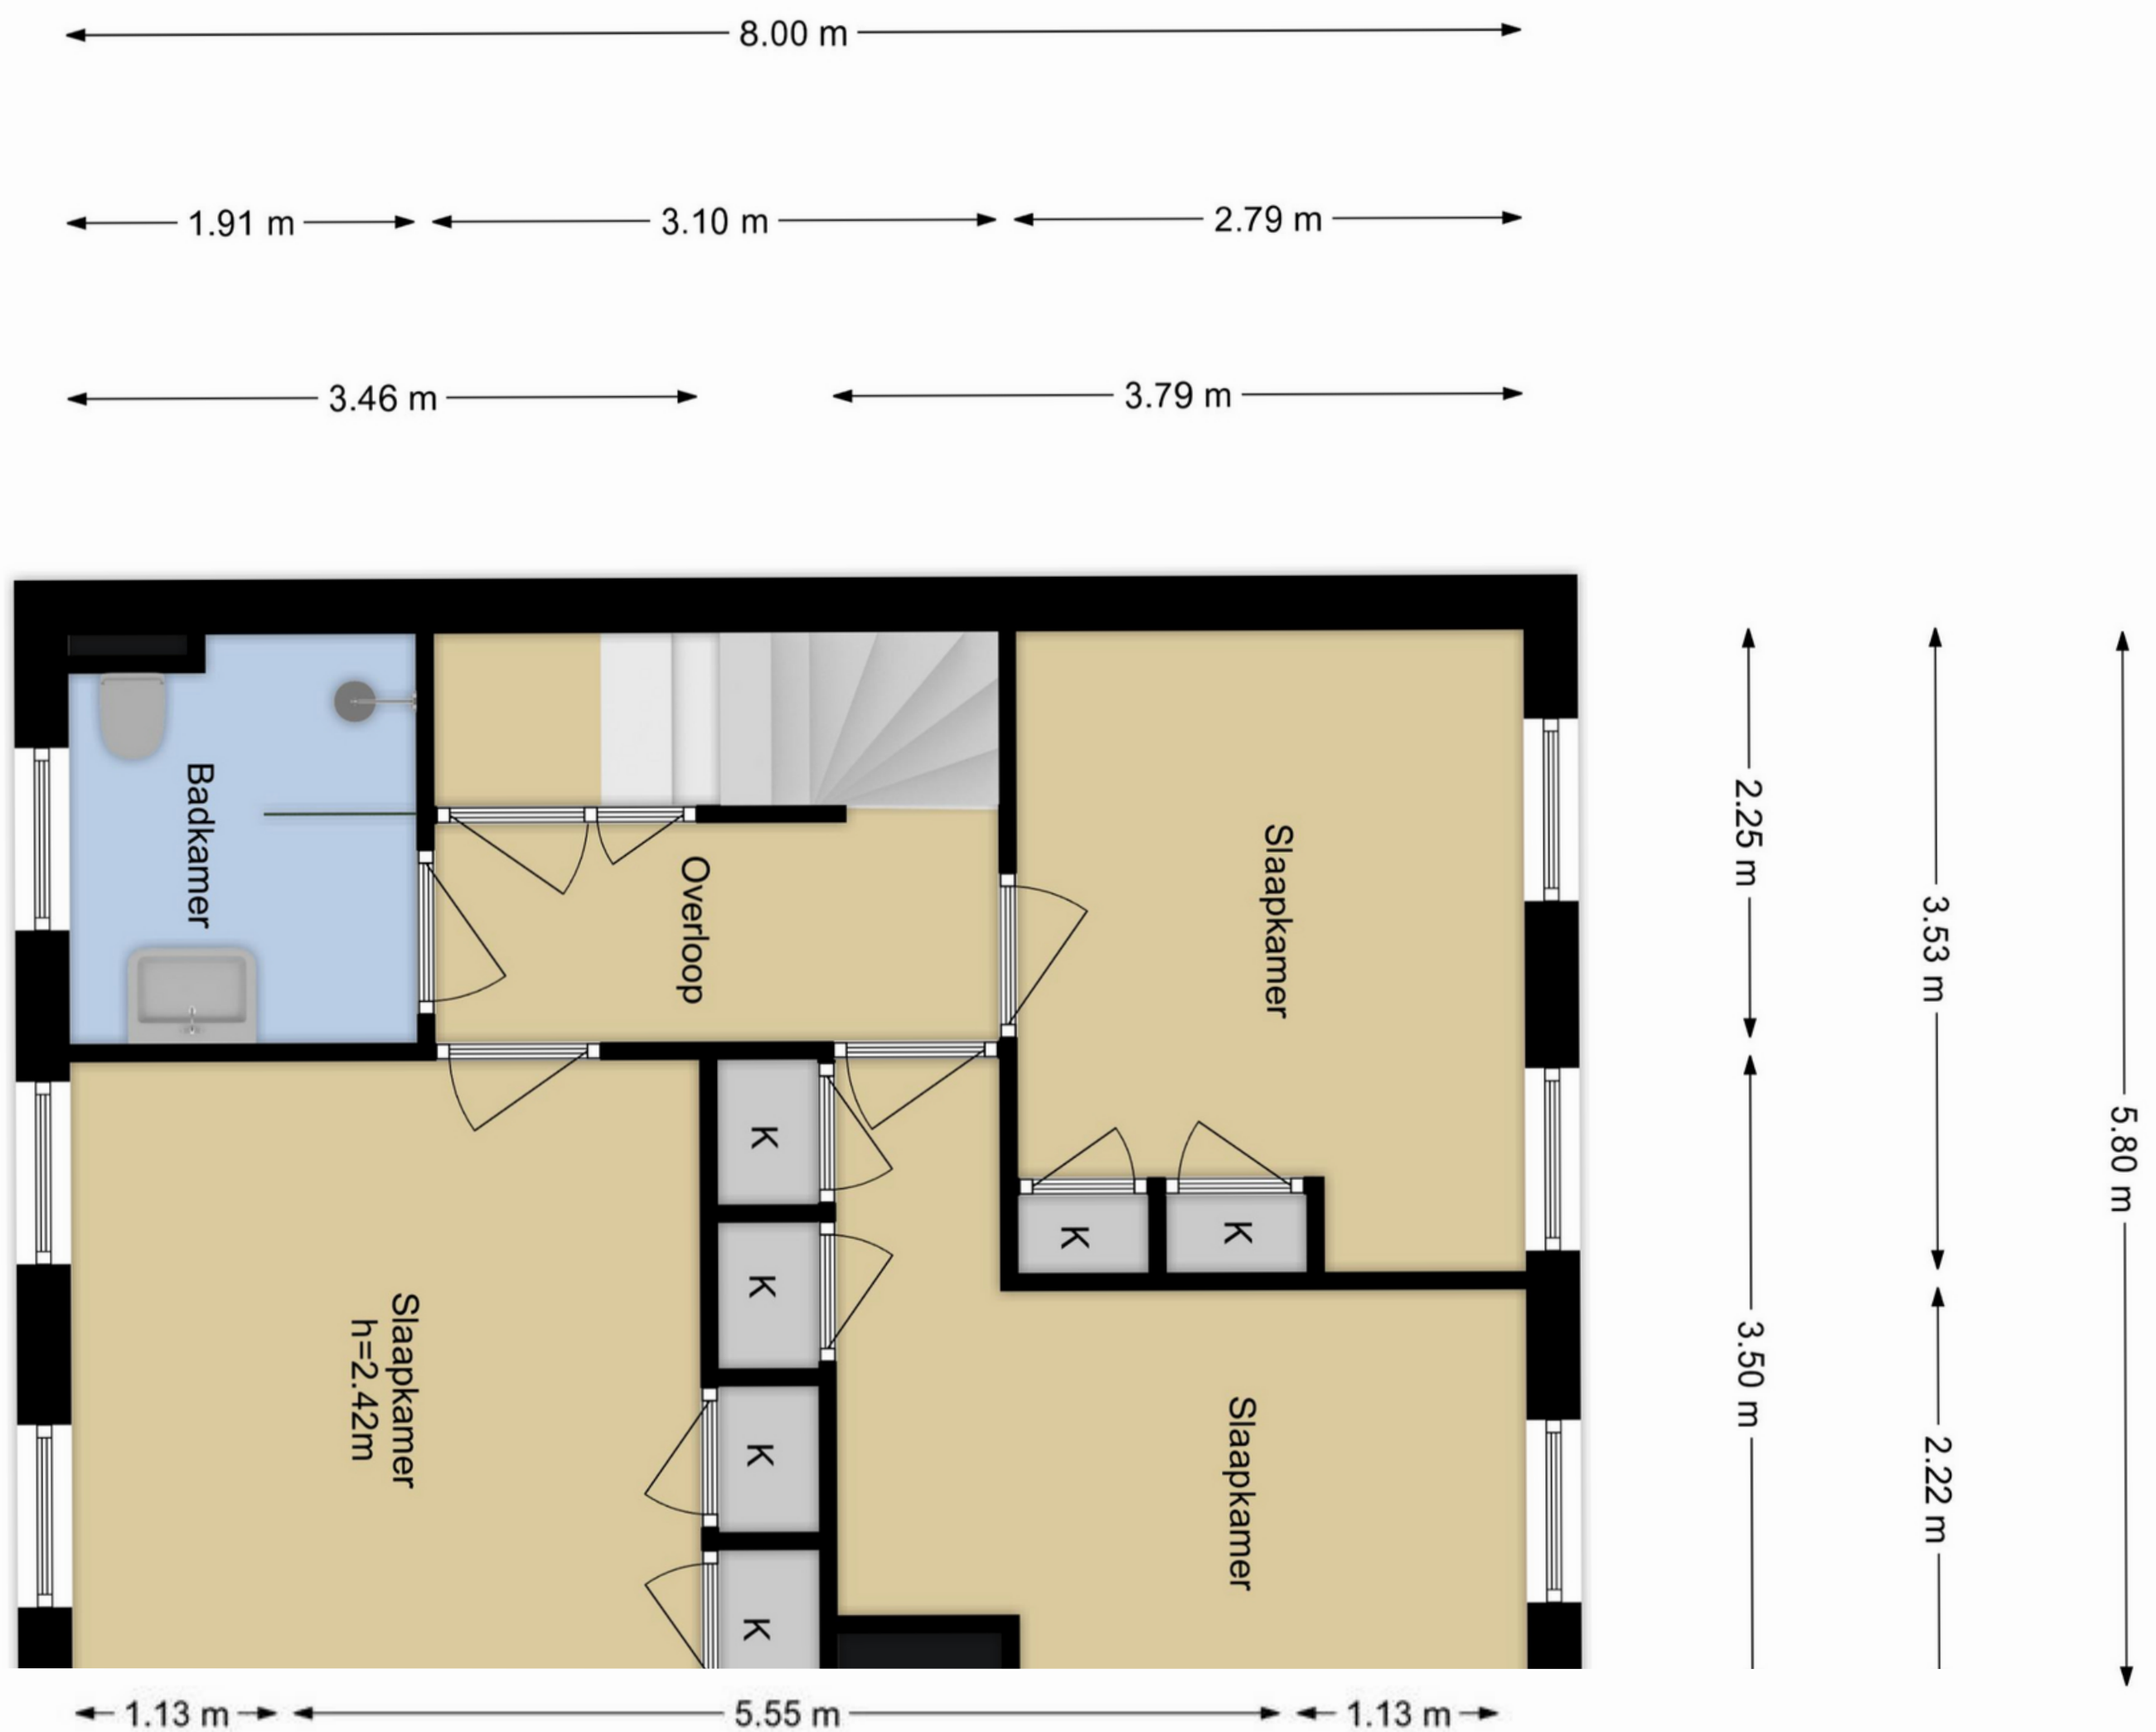 8.00 m
1.91 m
3.10 m
2.79 m
3.46 m
3.79 m
Badkamer
Overloop
Slaapkamer
2.25 m
3.53 m
5.80 m
K
K
K
K
K
K
Slaapkamer
h=2.42m
Slaapkamer
3.50 m
2.22 m
1.13 m
5.55 m
1.13 m